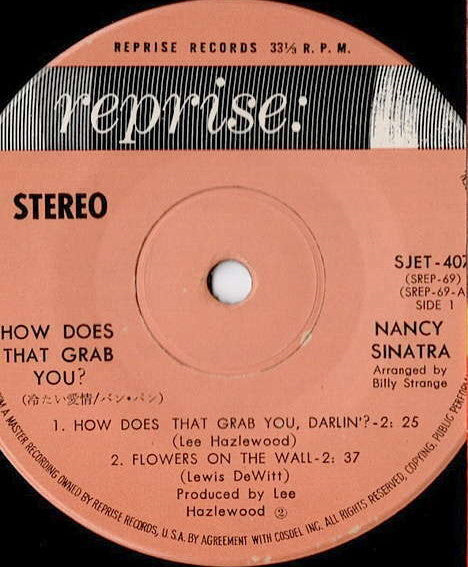 REPRISE RECORDS 33⅓ R. P. M.
reprise:
STEREO
SJET-407
(SREP-69)
(SREP-69-A
SIDE 1
HOW DOES
THAT GRAB
YOU?
(冷たい愛情/バン・バン)
NANCY
SINATRA
Arranged by
Billy Strange
1. HOW DOES THAT GRAB YOU, DARLIN'?-2: 25
(Lee Hazlewood)
2. FLOWERS ON THE WALL-2: 37
(Lewis DeWitt)
Produced by Lee
Hazlewood ②
OM A MASTER RECORDING OWNED BY REPRISE RECORDS, U.S.A. BY AGREEMENT WITH COSDEL INC. ALL RIGHTS RESERVED, COPYING, PUBLIC PERFORM